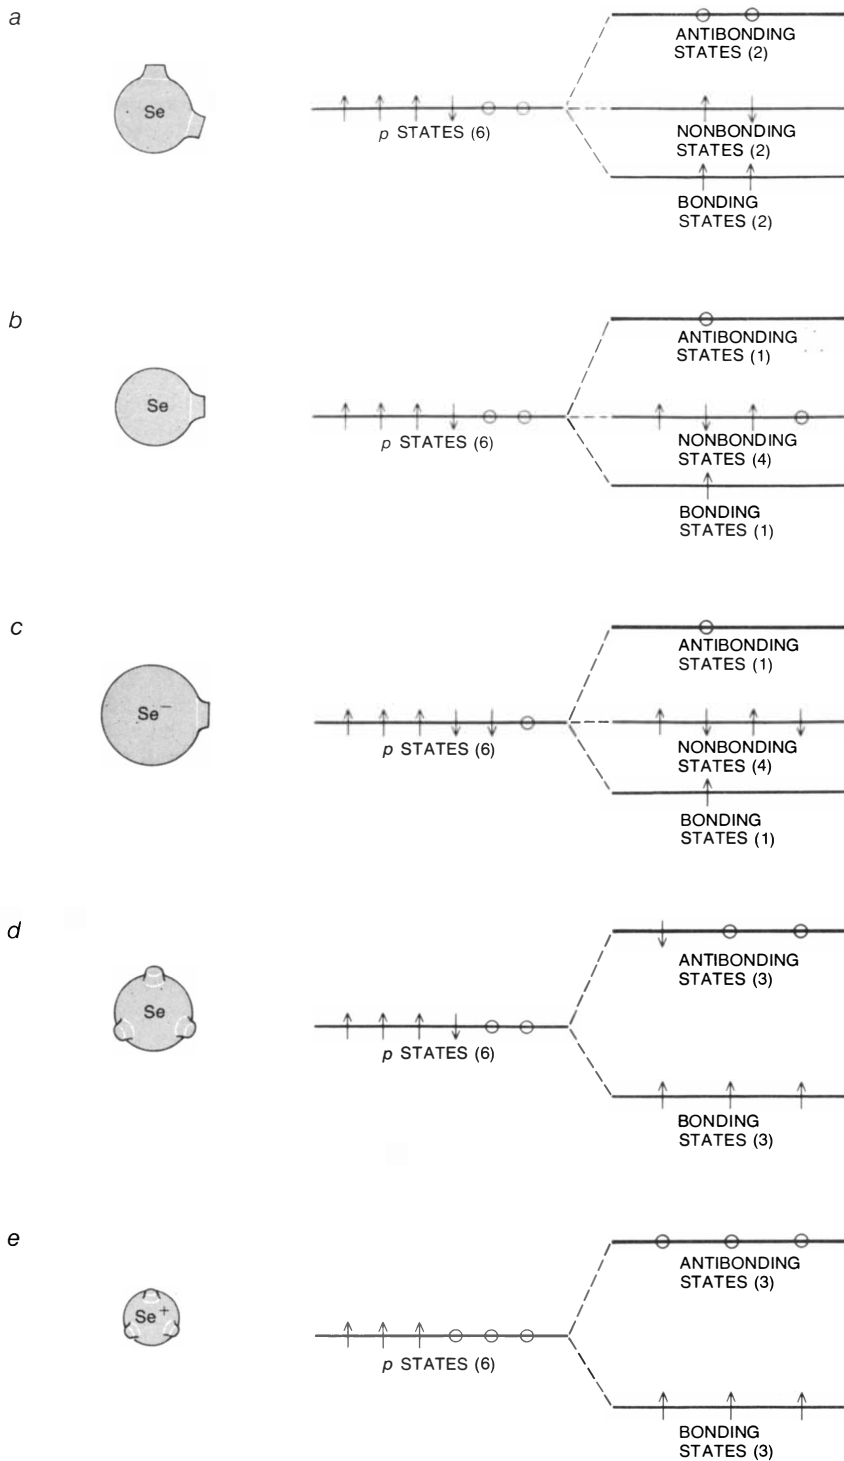 a
Se
p STATES (6)
ANTIBONDING
STATES (2)
NONBONDING
STATES (2)
BONDING
STATES (2)
b
Se
p STATES (6)
ANTIBONDING
STATES (1)
NONBONDING
STATES (4)
BONDING
STATES (1)
c
Se⁻
p STATES (6)
ANTIBONDING
STATES (1)
NONBONDING
STATES (4)
BONDING
STATES (1)
d
Se
p STATES (6)
ANTIBONDING
STATES (3)
BONDING
STATES (3)
e
Se⁺
p STATES (6)
ANTIBONDING
STATES (3)
BONDING
STATES (3)